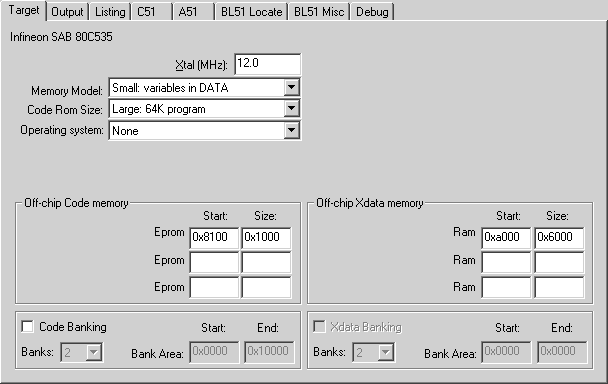 Target Output Listing C51 A51 BL51 Locate BL51 Misc Debug
Infineon SAB 80C535
Xtal (MHz): 12.0
Memory Model: Small: variables in DATA
Code Rom Size: Large: 64K program
Operating system: None
Off-chip Code memory
Start: Size:
Eprom 0x8100 0x1000
Eprom
Eprom
Off-chip Xdata memory
Start: Size:
Ram 0xa000 0x6000
Ram
Ram
Code Banking Start: End:
Banks: 2 Bank Area: 0x0000 0x10000
Xdata Banking Start: End:
Banks: 2 Bank Area: 0x0000 0x0000